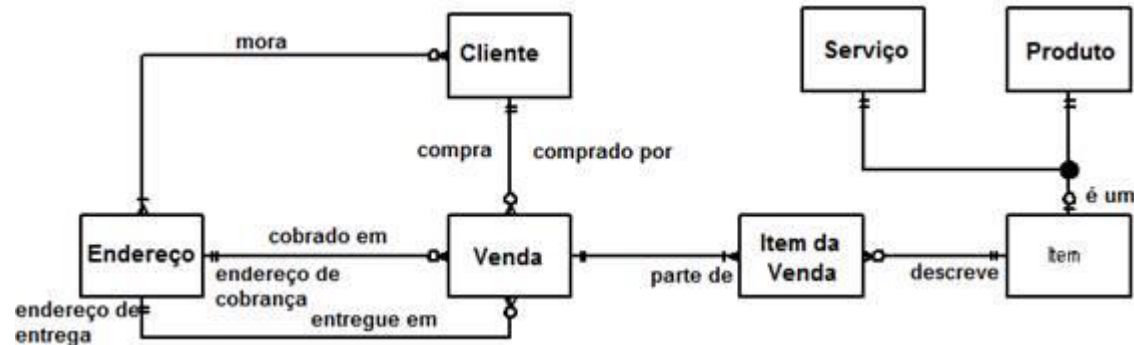 mora
Cliente
Serviço
Produto
compra
comprado por
é um
Endereço
cobrado em
Venda
Item da
Venda
Item
parte de
descreve
endereço de
cobrança
endereço de
entrega
entregue em